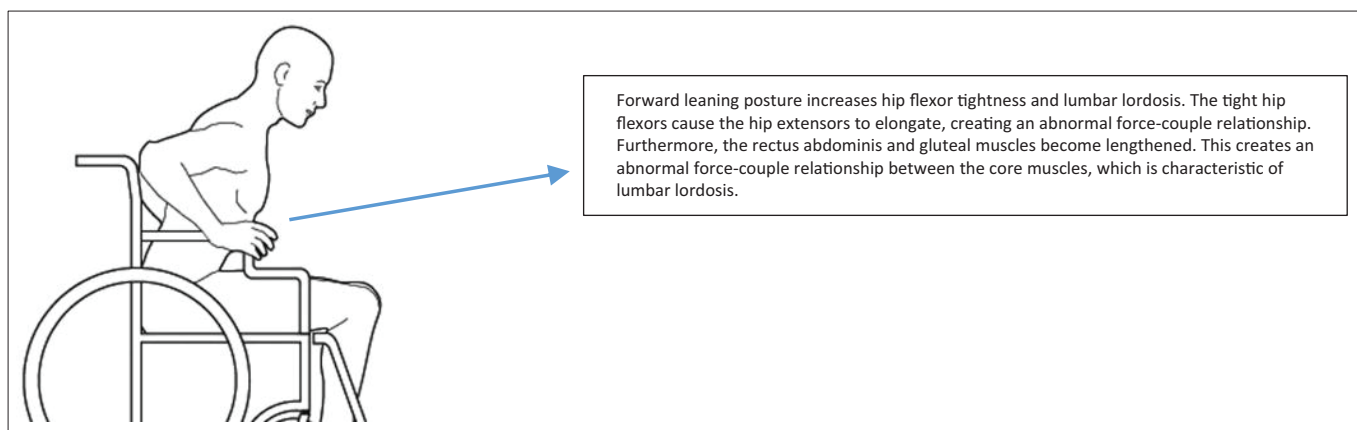 Forward leaning posture increases hip flexor tightness and lumbar lordosis. The tight hip
flexors cause the hip extensors to elongate, creating an abnormal force-couple relationship.
Furthermore, the rectus abdominis and gluteal muscles become lengthened. This creates an
abnormal force-couple relationship between the core muscles, which is characteristic of
lumbar lordosis.